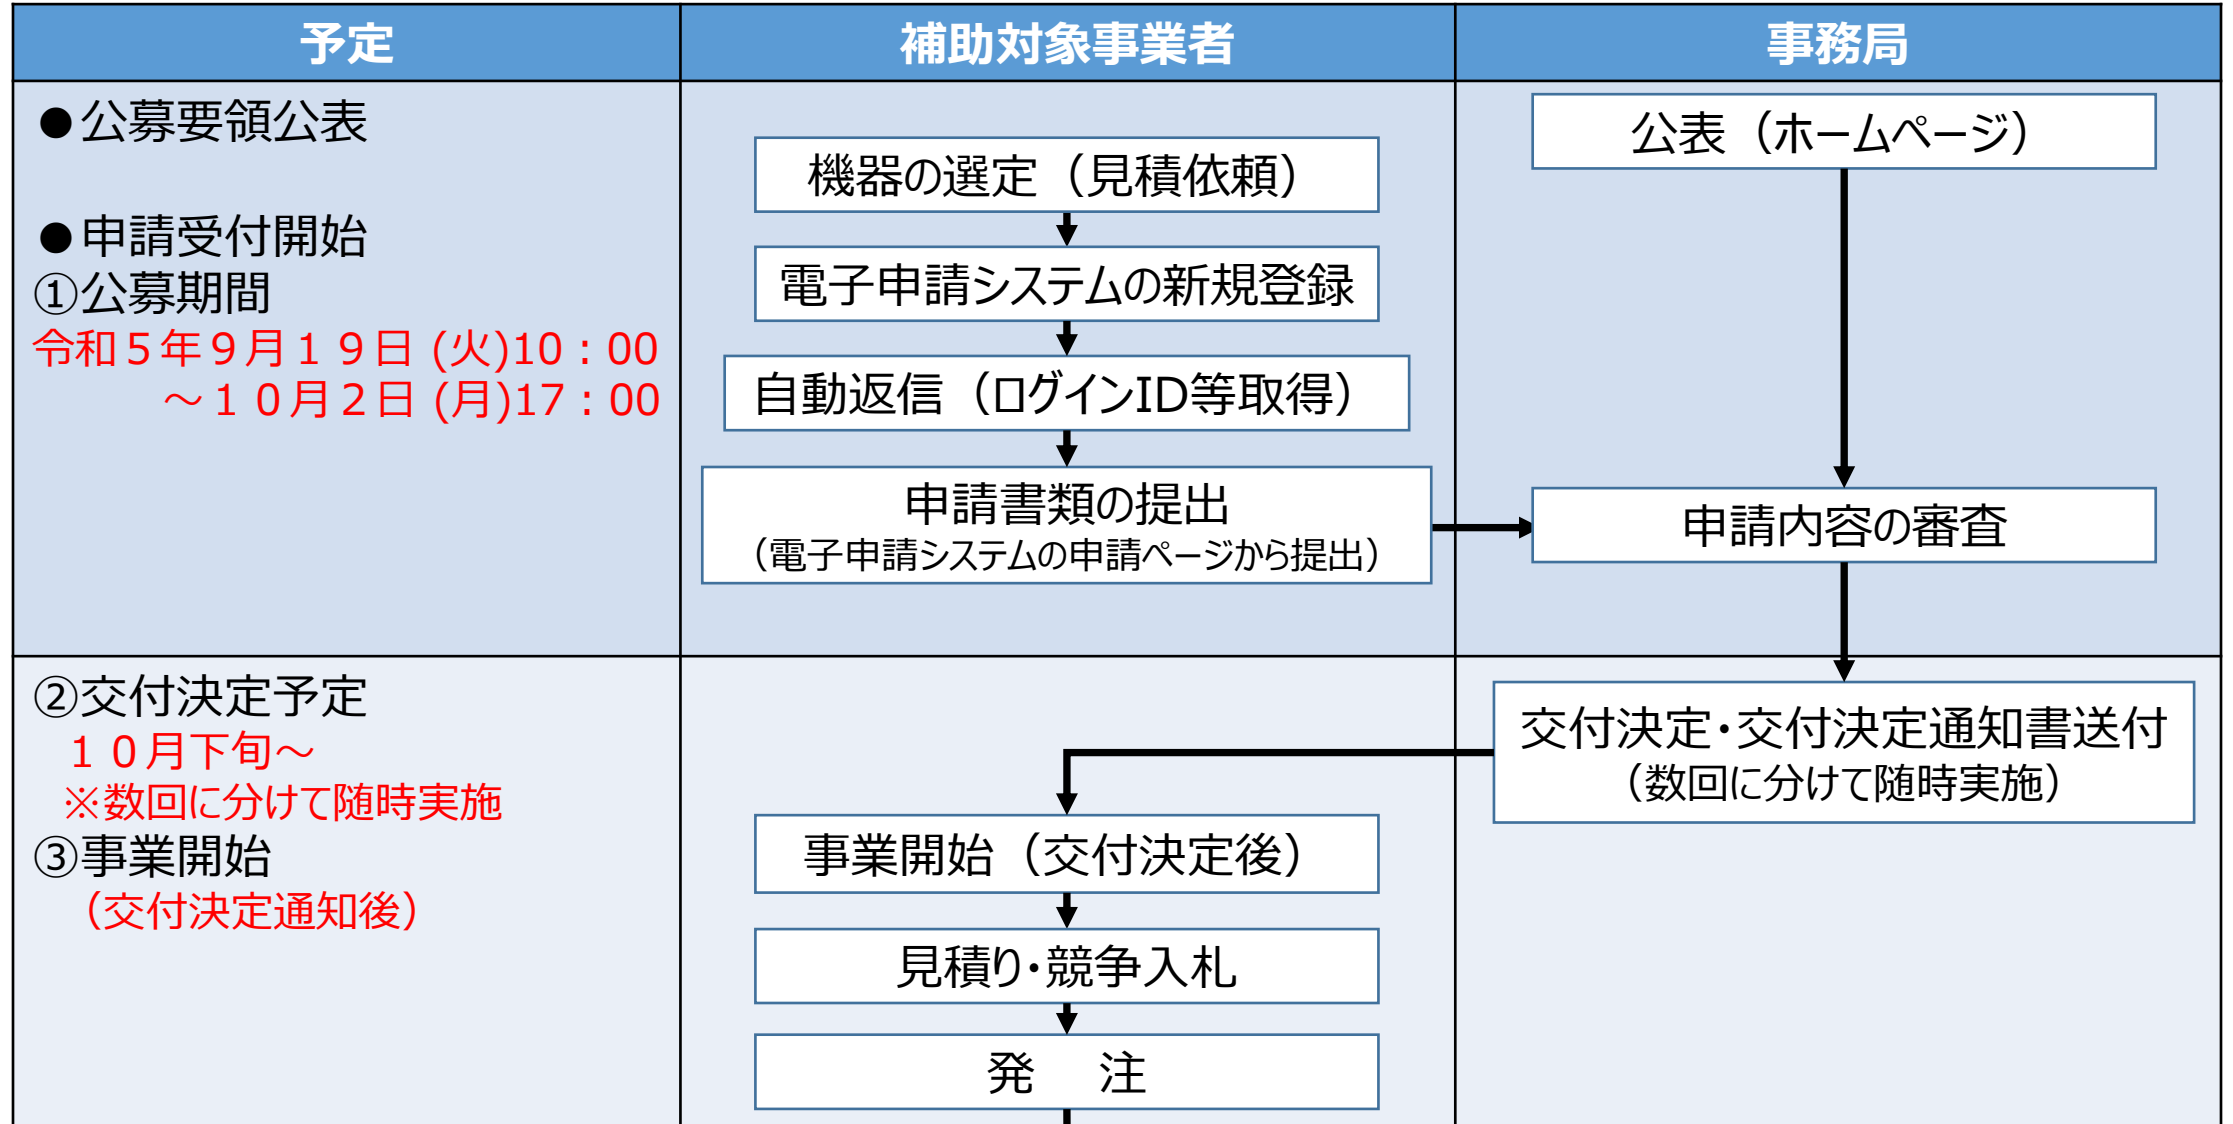 予定
補助対象事業者
事務局
●公募要領公表
●申請受付開始
①公募期間
令和５年９月１９日 (火)10：00
～１０月２日 (月)17：00
機器の選定（見積依頼）
電子申請システムの新規登録
自動返信（ログインID等取得）
申請書類の提出
（電子申請システムの申請ページから提出）
公表（ホームページ）
申請内容の審査
②交付決定予定
１０月下旬～
※数回に分けて随時実施
③事業開始
（交付決定通知後）
事業開始（交付決定後）
見積り・競争入札
発　注
交付決定・交付決定通知書送付
（数回に分けて随時実施）